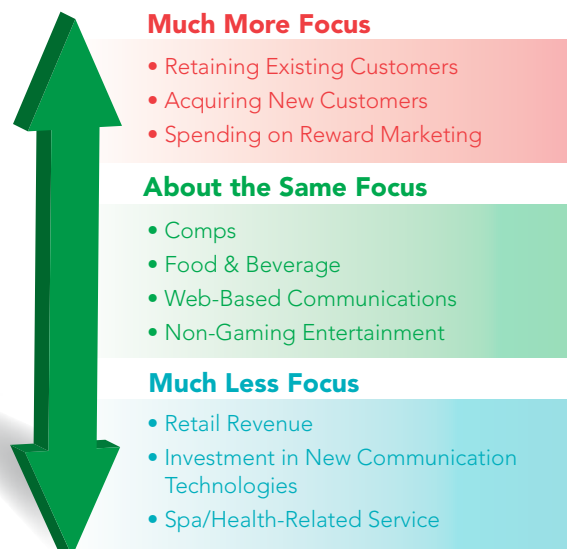 Much More Focus
• Retaining Existing Customers
• Acquiring New Customers
• Spending on Reward Marketing
About the Same Focus
• Comps
• Food & Beverage
• Web-Based Communications
• Non-Gaming Entertainment
Much Less Focus
• Retail Revenue
• Investment in New Communication
Technologies
• Spa/Health-Related Service